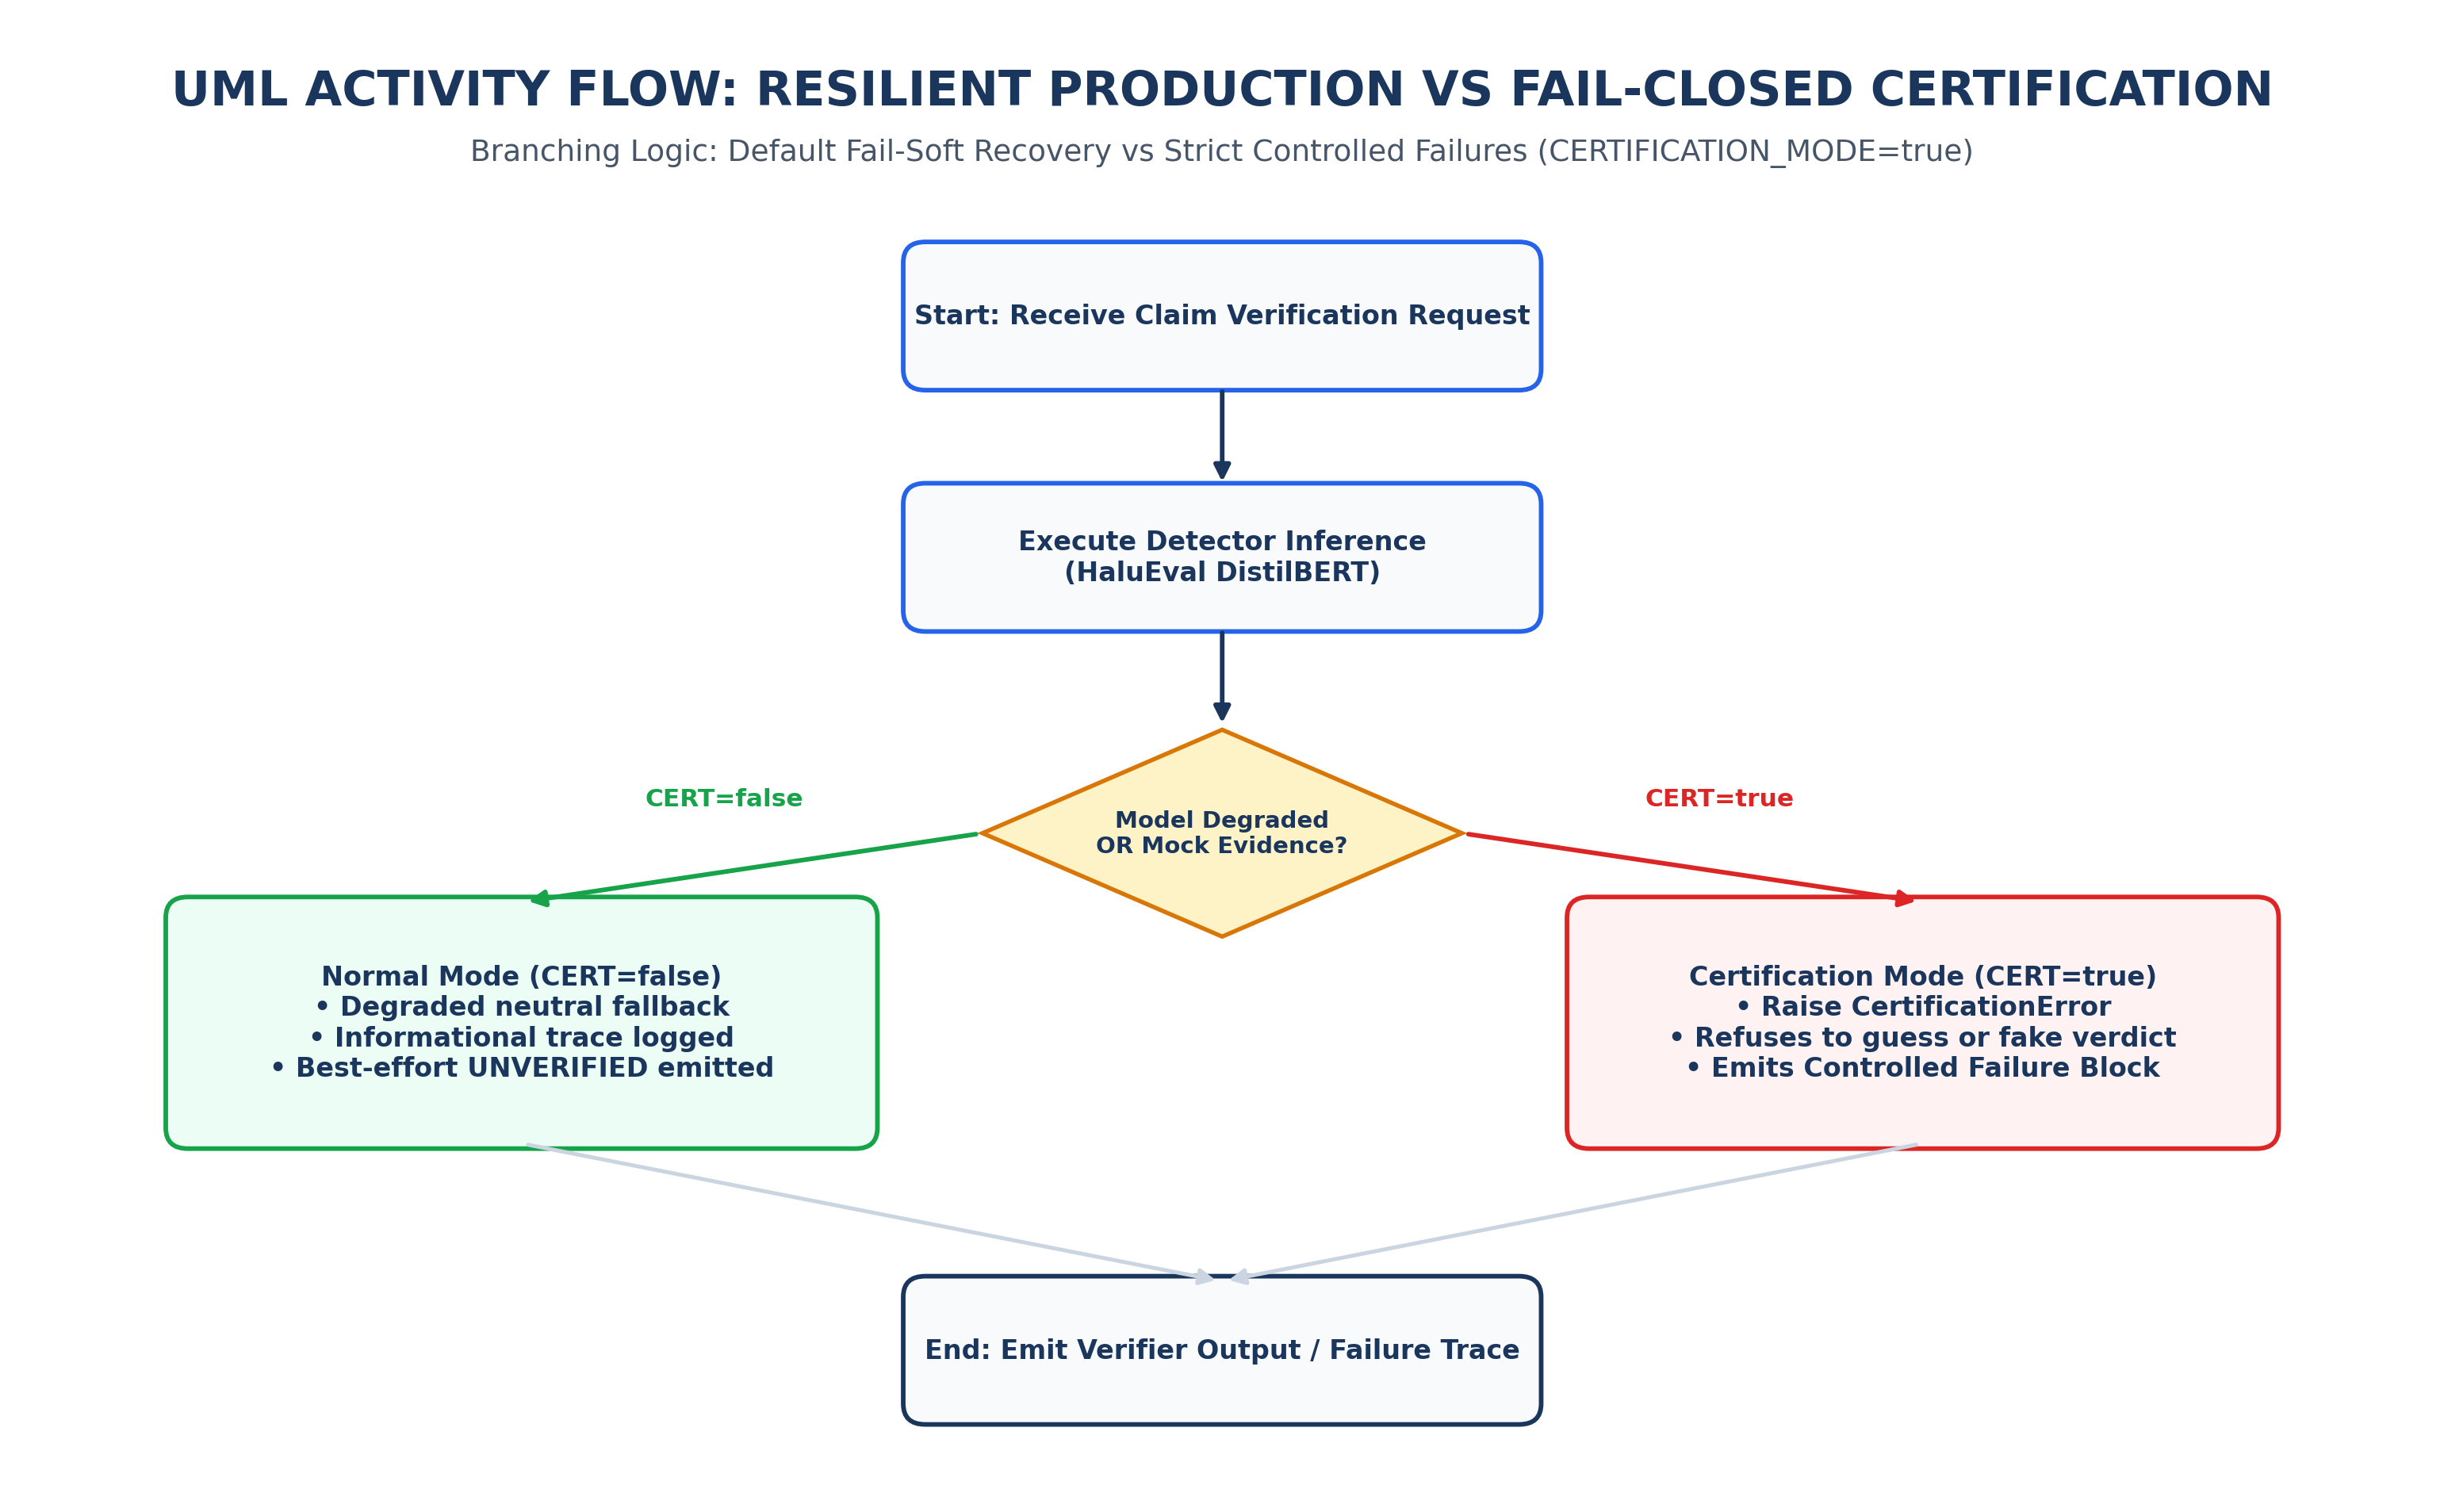 UML ACTIVITY FLOW: RESILIENT PRODUCTION VS FAIL-CLOSED CERTIFICATION
Branching Logic: Default Fail-Soft Recovery vs Strict Controlled Failures (CERTIFICATION_MODE=true)
Start: Receive Claim Verification Request
Execute Detector Inference
(HaluEval DistilBERT)
Model Degraded
OR Mock Evidence?
CERT=false
CERT=true
Normal Mode (CERT=false)
• Degraded neutral fallback
• Informational trace logged
• Best-effort UNVERIFIED emitted
Certification Mode (CERT=true)
• Raise CertificationError
• Refuses to guess or fake verdict
• Emits Controlled Failure Block
End: Emit Verifier Output / Failure Trace